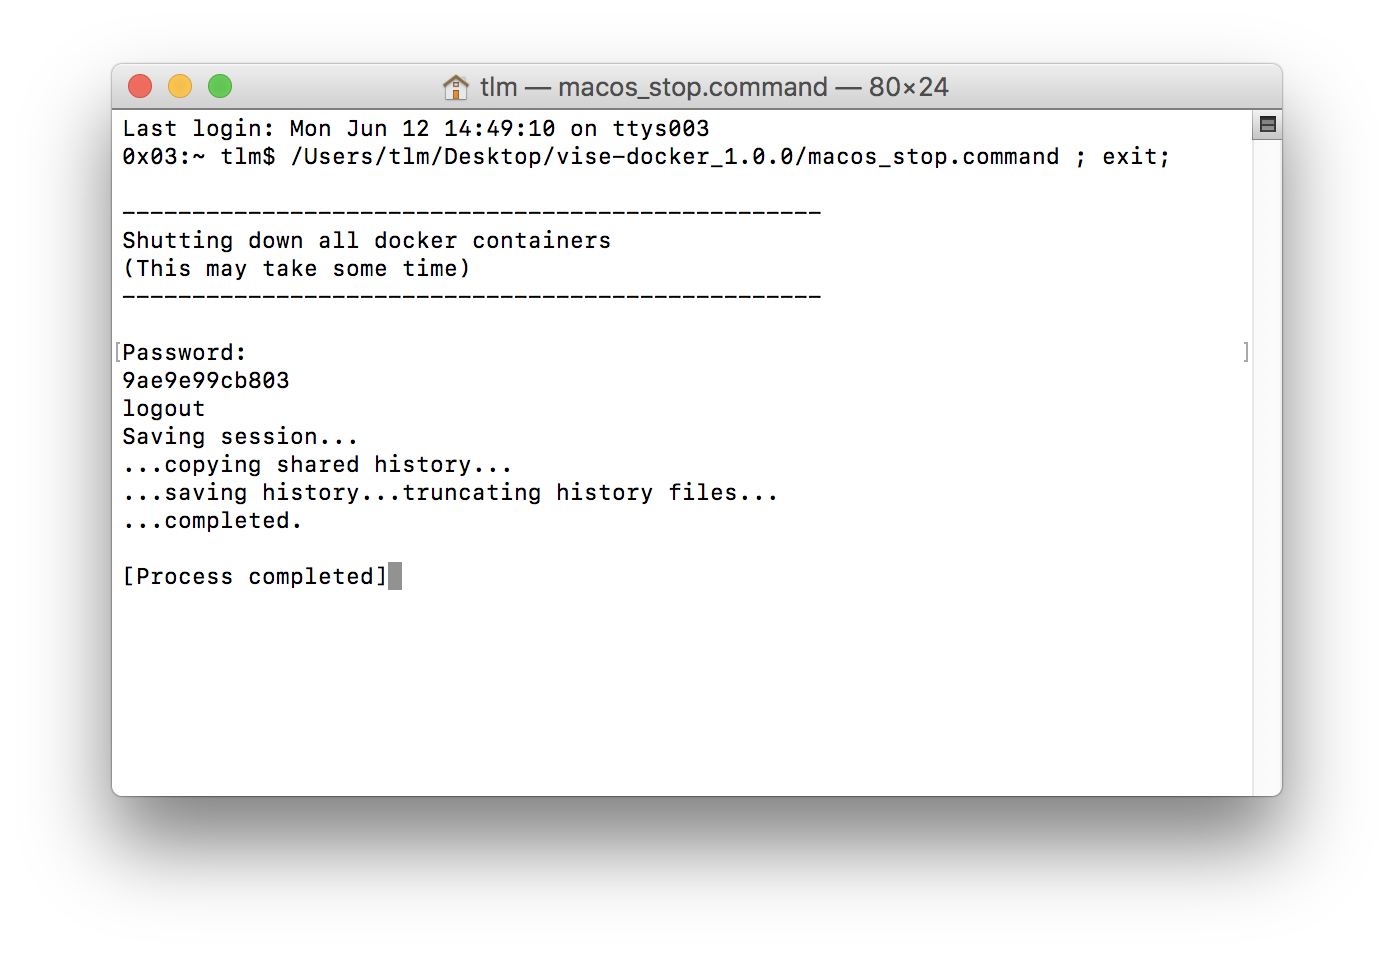 tlm — macos_stop.command — 80×24
Last login: Mon Jun 12 14:49:10 on ttys003
0x03:~ tlm$ /Users/tlm/Desktop/vise-docker_1.0.0/macos_stop.command ; exit;
--------------------------------------------------
Shutting down all docker containers
(This may take some time)
--------------------------------------------------
[Password: ]
9ae9e99cb803
logout
Saving session...
...copying shared history...
...saving history...truncating history files...
...completed.
[Process completed]